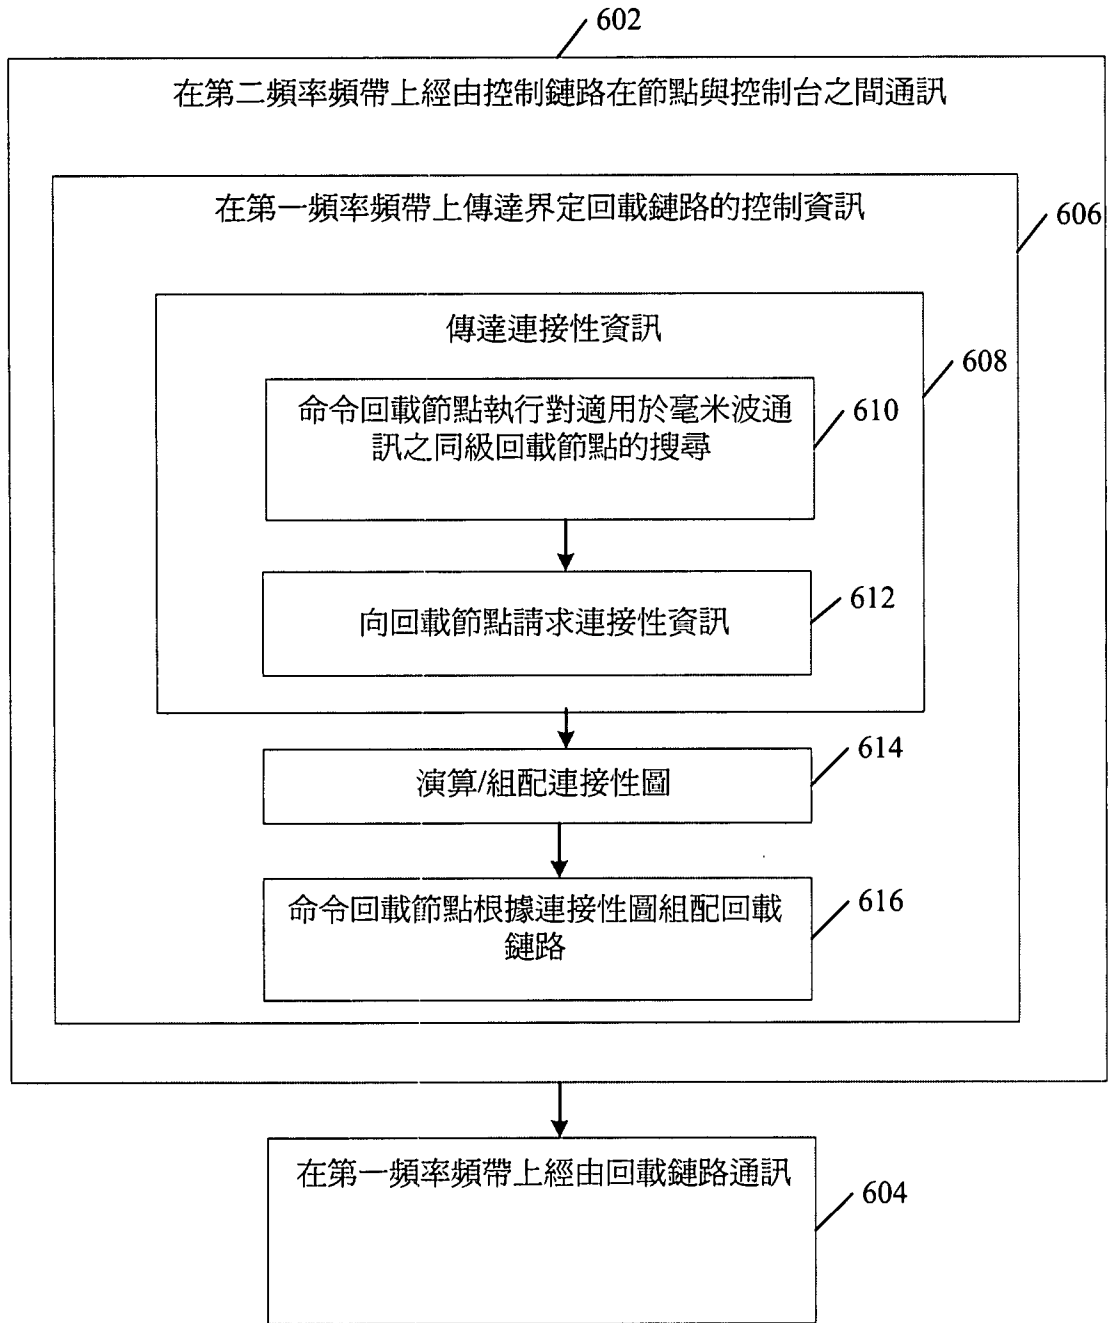 602
在第二頻率頻帶上經由控制鏈路在節點與控制台之間通訊
在第一頻率頻帶上傳達界定回載鏈路的控制資訊
606
傳達連接性資訊
608
命令回載節點執行對適用於毫米波通
訊之同級回載節點的搜尋
610
向回載節點請求連接性資訊
612
演算/組配連接性圖
614
命令回載節點根據連接性圖組配回載
鏈路
616
在第一頻率頻帶上經由回載鏈路通訊
604